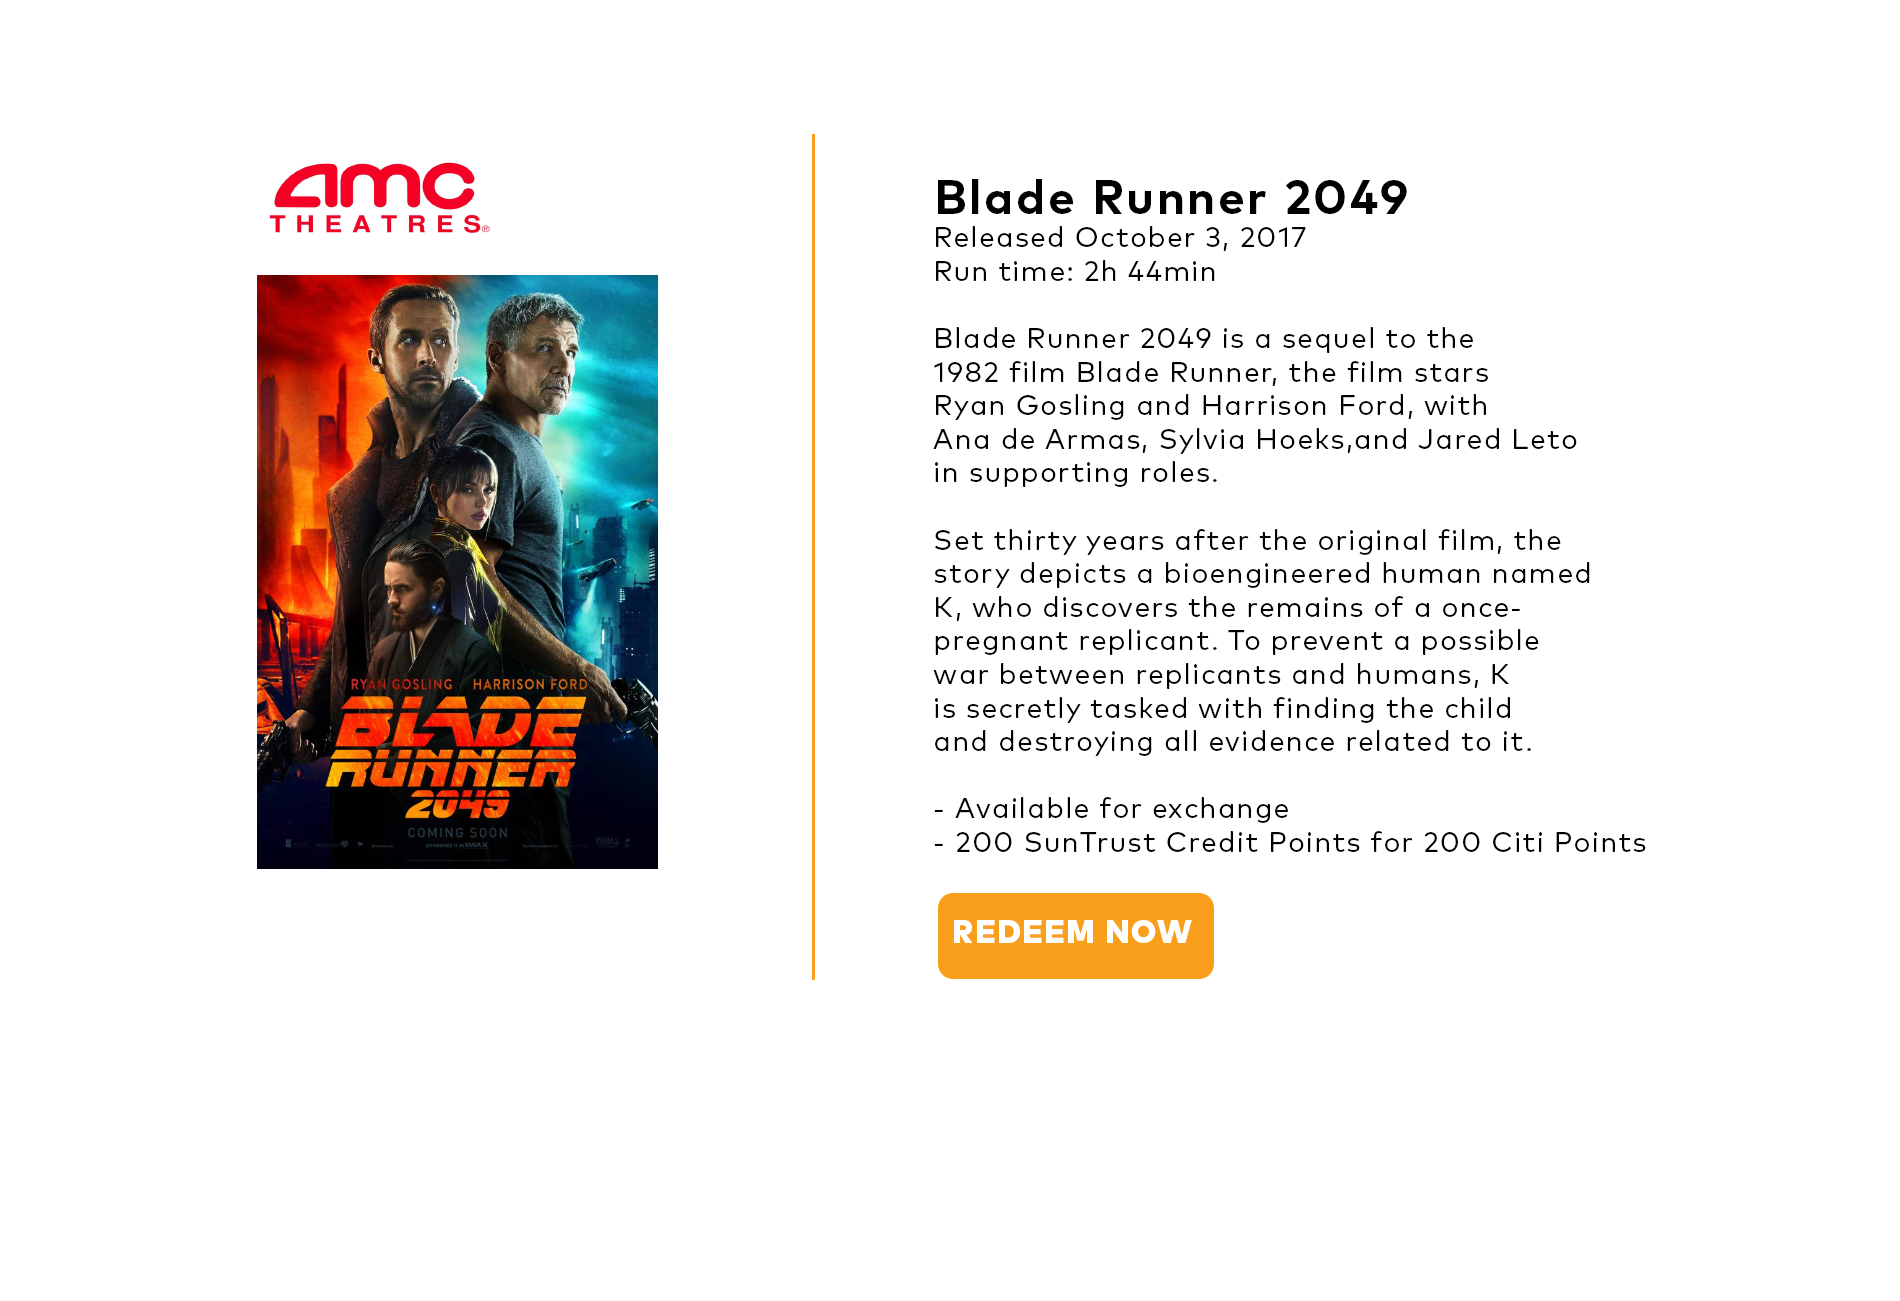 amc
THEATRES®
RYAN GOSLING HARRISON FORD
BLADE
RUNNER
2049
COMING SOON
EXPERIENCE IT IN IMAX
Blade Runner 2049
Released October 3, 2017
Run time: 2h 44min
Blade Runner 2049 is a sequel to the
1982 film Blade Runner, the film stars
Ryan Gosling and Harrison Ford, with
Ana de Armas, Sylvia Hoeks,and Jared Leto
in supporting roles.
Set thirty years after the original film, the
story depicts a bioengineered human named
K, who discovers the remains of a once-
pregnant replicant. To prevent a possible
war between replicants and humans, K
is secretly tasked with finding the child
and destroying all evidence related to it.
- Available for exchange
- 200 SunTrust Credit Points for 200 Citi Points
REDEEM NOW